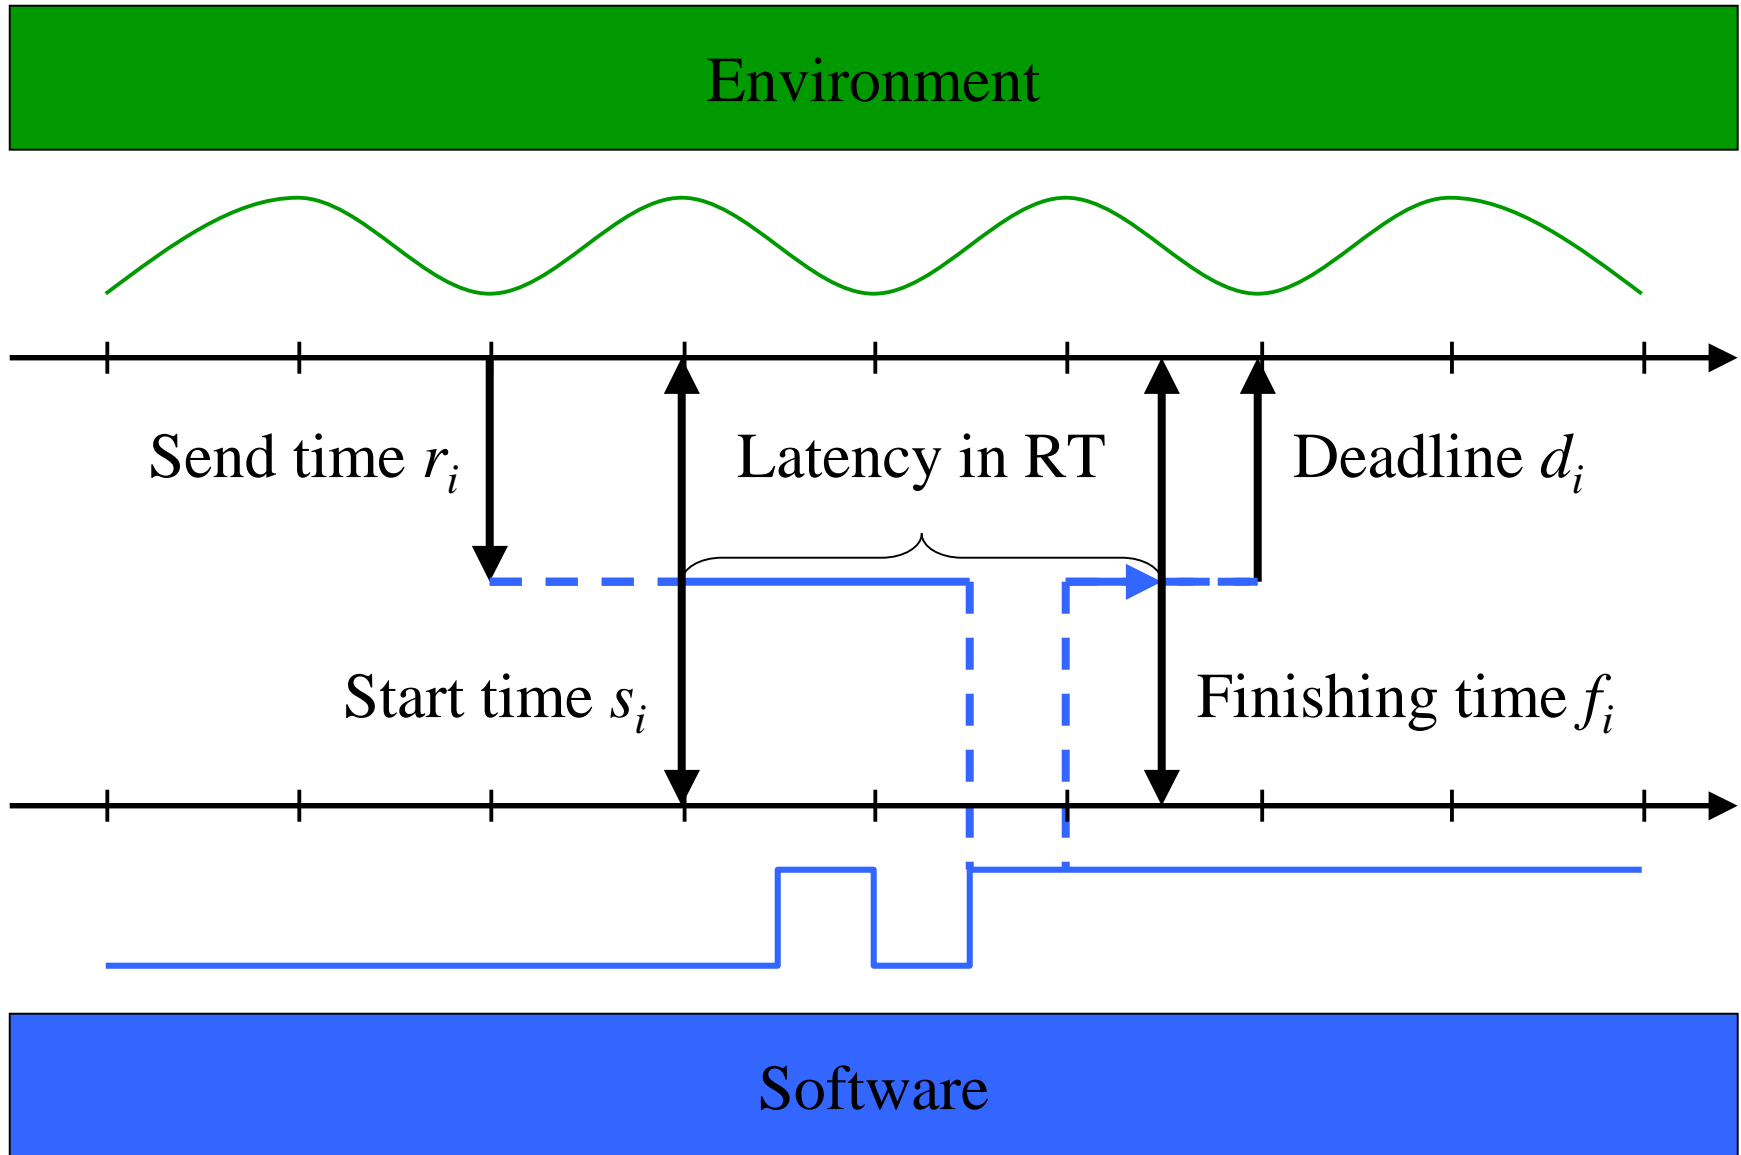 Environment
Send time r_i
Latency in RT
Deadline d_i
Start time s_i
Finishing time f_i
Software